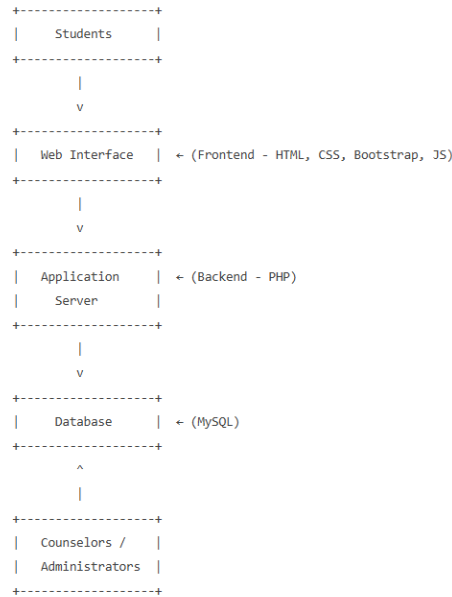 +-------------------+
|     Students      |
+-------------------+
|
v
+-------------------+
|   Web Interface   |  ← (Frontend - HTML, CSS, Bootstrap, JS)
+-------------------+
|
v
+-------------------+
|   Application     |  ← (Backend - PHP)
|     Server        |
+-------------------+
|
v
+-------------------+
|     Database      |  ← (MySQL)
+-------------------+
^
|
+-------------------+
|   Counselors /    |
|   Administrators  |
+-------------------+